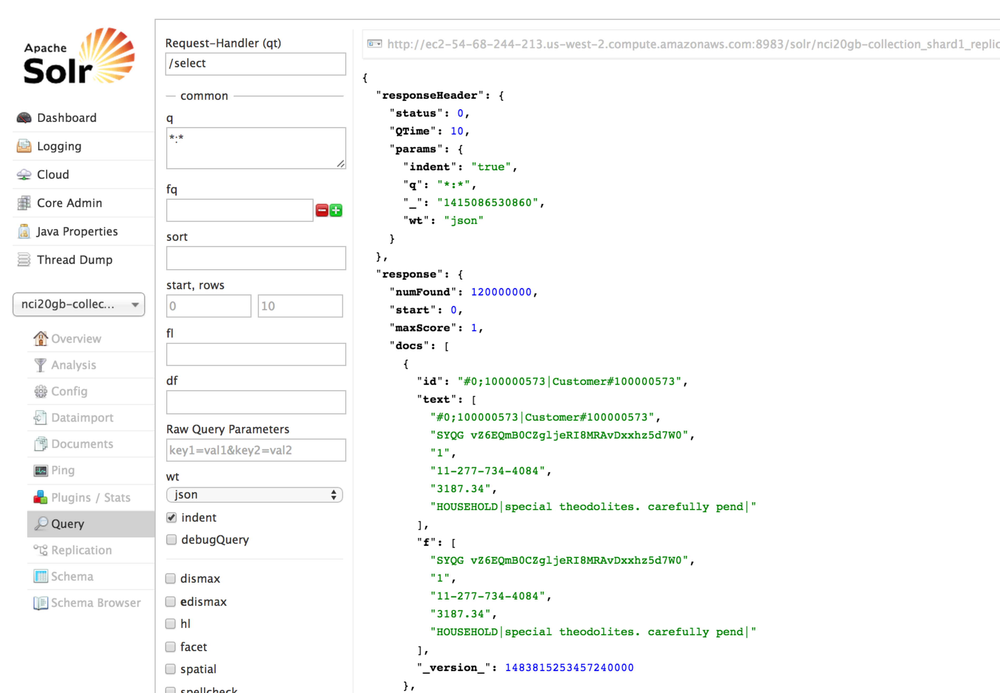 Apache
Solr
Dashboard
Logging
Cloud
Core Admin
Java Properties
Thread Dump
nci20gb-collec...
Overview
Analysis
Config
Dataimport
Documents
Ping
Plugins / Stats
Query
Replication
Schema
Schema Browser
Request-Handler (qt)
/select
common
q
*:*
fq
sort
start, rows
0 10
fl
df
Raw Query Parameters
key1=val1&key2=val2
wt
json
indent
debugQuery
dismax
edismax
hl
facet
spatial
spellcheck
http://ec2-54-68-244-213.us-west-2.compute.amazonaws.com:8983/solr/nci20gb-collection_shard1_replic
{
"responseHeader": {
"status": 0,
"QTime": 10,
"params": {
"indent": "true",
"q": "*:*",
"_": "1415086530860",
"wt": "json"
}
},
"response": {
"numFound": 120000000,
"start": 0,
"maxScore": 1,
"docs": [
{
"id": "#0;100000573|Customer#100000573",
"text": [
"#0;100000573|Customer#100000573",
"SYQG vZ6EQmB0CZgljeRI8MRAvDxxhz5d7W0",
"1",
"11-277-734-4084",
"3187.34",
"HOUSEHOLD|special theodolites. carefully pend|"
],
"f": [
"SYQG vZ6EQmB0CZgljeRI8MRAvDxxhz5d7W0",
"1",
"11-277-734-4084",
"3187.34",
"HOUSEHOLD|special theodolites. carefully pend|"
],
"_version_": 1483815253457240000
},